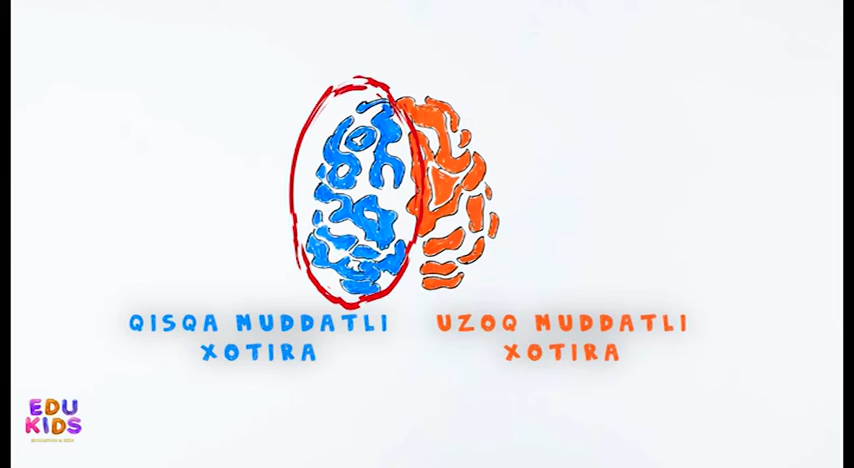 QISQA MUDDATLI
XOTIRA
UZOQ MUDDATLI
XOTIRA
EDU
KIDS